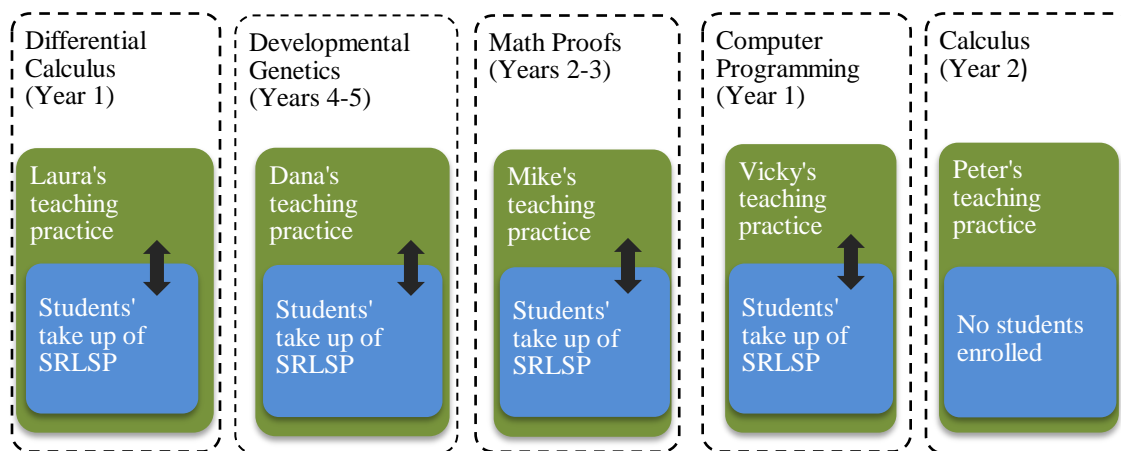 Differential
Calculus
(Year 1)
Laura's
teaching
practice
Students'
take up of
SRLSP
Developmental
Genetics
(Years 4-5)
Dana's
teaching
practice
Students'
take up of
SRLSP
Math Proofs
(Years 2-3)
Mike's
teaching
practice
Students'
take up of
SRLSP
Computer
Programming
(Year 1)
Vicky's
teaching
practice
Students'
take up of
SRLSP
Calculus
(Year 2)
Peter's
teaching
practice
No students
enrolled